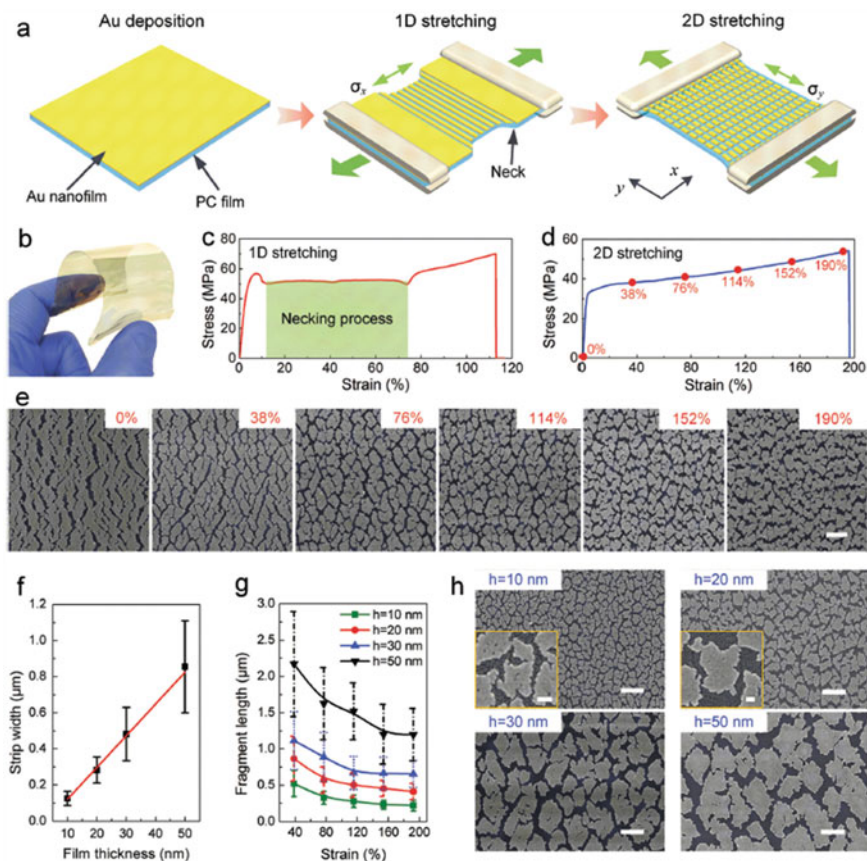 a
Au deposition
1D stretching
2D stretching
σx
σy
Au nanofilm
PC film
Neck
y
x
b
c
1D stretching
Necking process
Stress (MPa)
80
60
40
20
0
0 20 40 60 80 100 120
Strain (%)
d
2D stretching
0%
38%
76%
114%
152%
190%
Stress (MPa)
60
40
20
0
0 40 80 120 160 200
Strain (%)
e
0%
38%
76%
114%
152%
190%
f
Strip width (μm)
1.2
1.0
0.8
0.6
0.4
0.2
0.0
10 20 30 40 50
Film thickness (nm)
g
h=10 nm
h=20 nm
h=30 nm
h=50 nm
Fragment length (μm)
3.0
2.5
2.0
1.5
1.0
0.5
0.0
40 80 120 160 200
Strain (%)
h
h=10 nm
h=20 nm
h=30 nm
h=50 nm